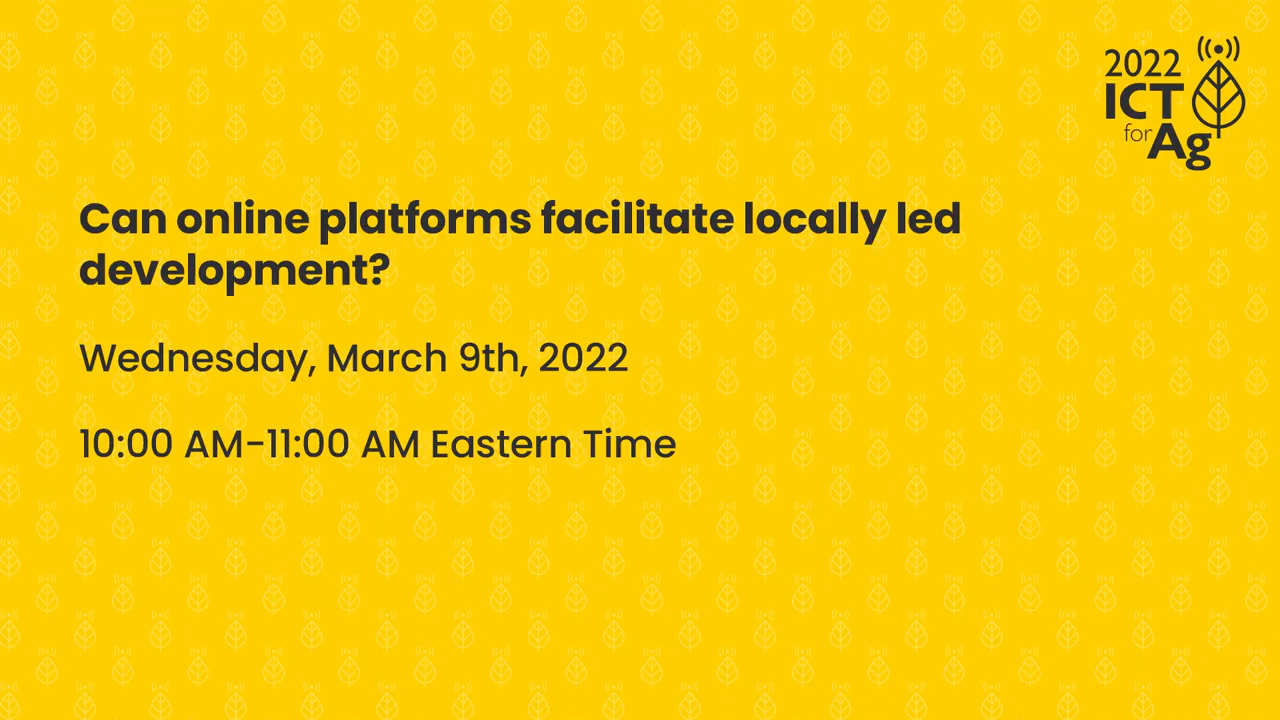 2022
ICT
for Ag
Can online platforms facilitate locally led
development?
Wednesday, March 9th, 2022
10:00 AM-11:00 AM Eastern Time